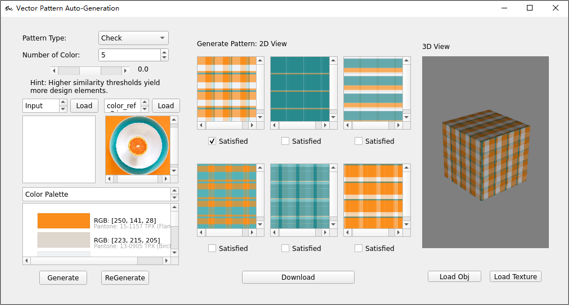 Vector Pattern Auto-Generation
Pattern Type: Check
Number of Color: 5
0.0
Hint: Higher similarity thresholds yield
more design elements.
Input Load color_ref Load
Color Palette
RGB: [250, 141, 28]
Pantone: 15-1157 TPX (Flam
RGB: [223, 215, 205]
Pantone: 13-0905 TPX (Birc
Generate ReGenerate
Generate Pattern: 2D View
Satisfied Satisfied Satisfied
Satisfied Satisfied Satisfied
Download
3D View
Load Obj Load Texture